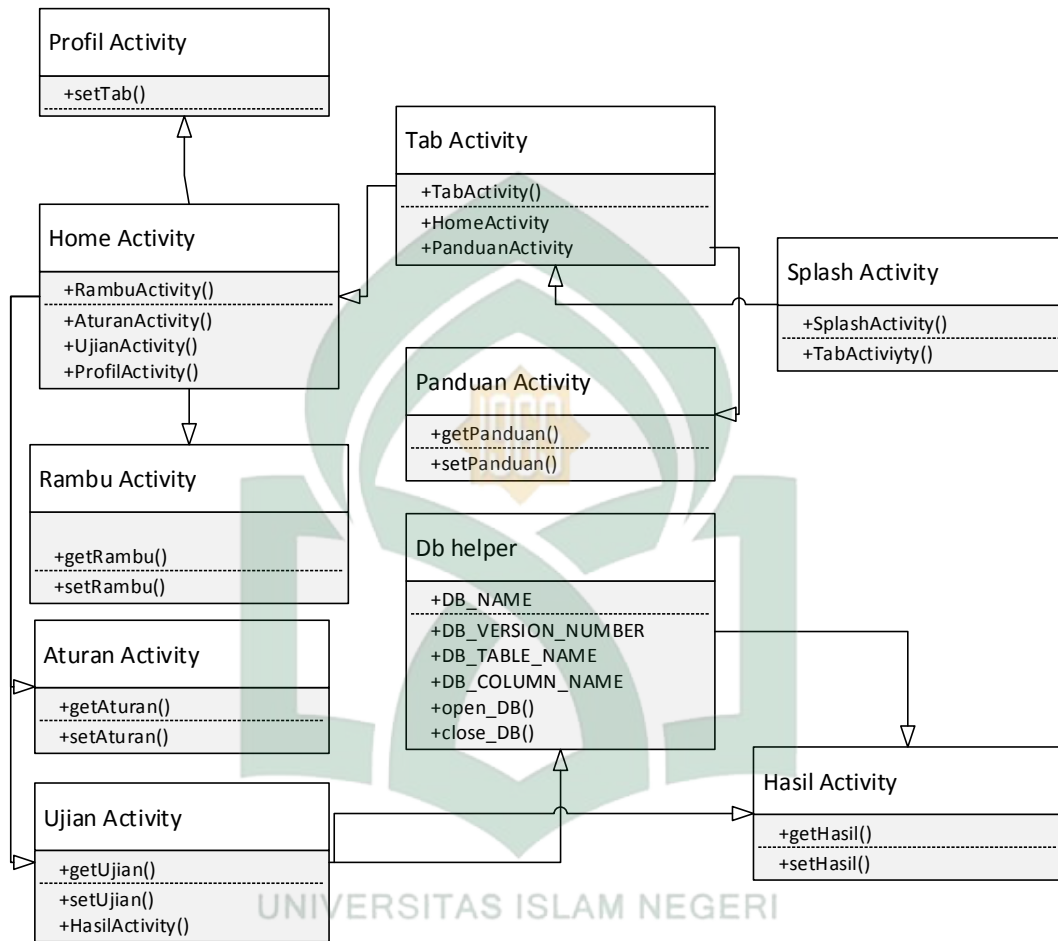 Profil Activity
+setTab()
Tab Activity
+TabActivity()
+HomeActivity
+PanduanActivity
Home Activity
+RambuActivity()
+AturanActivity()
+UjianActivity()
+ProfilActivity()
Splash Activity
+SplashActivity()
+TabActiviyty()
Panduan Activity
+getPanduan()
+setPanduan()
Rambu Activity
+getRambu()
+setRambu()
Db helper
+DB_NAME
+DB_VERSION_NUMBER
+DB_TABLE_NAME
+DB_COLUMN_NAME
+open_DB()
+close_DB()
Aturan Activity
+getAturan()
+setAturan()
Hasil Activity
+getHasil()
+setHasil()
Ujian Activity
+getUjian()
+setUjian()
+HasilActivity()
UNIVERSITAS ISLAM NEGERI